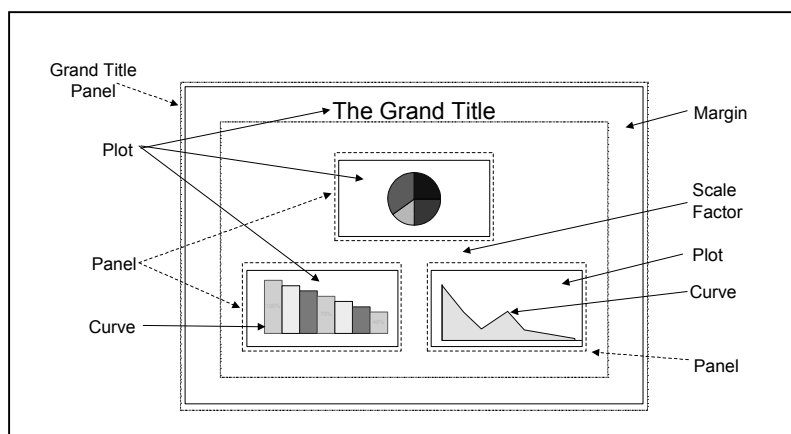 Grand Title
Panel
The Grand Title
Margin
Plot
Scale
Factor
Plot
Panel
Curve
Curve
Panel